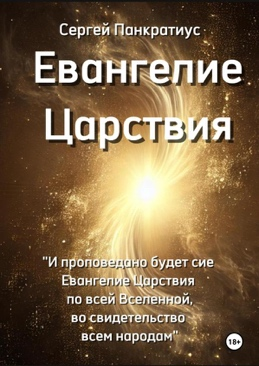 Сергей Панкратиус
Евангелие
Царствия
"И проповедано будет сие
Евангелие Царствия
по всей Вселенной,
во свидетельство
всем народам"
18+